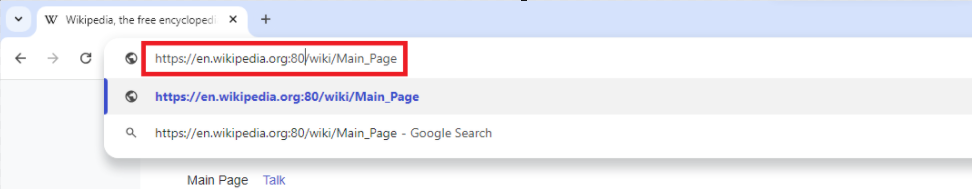 W Wikipedia, the free encyclopedi
https://en.wikipedia.org:80/wiki/Main_Page
https://en.wikipedia.org:80/wiki/Main_Page
https://en.wikipedia.org:80/wiki/Main_Page - Google Search
Main Page Talk